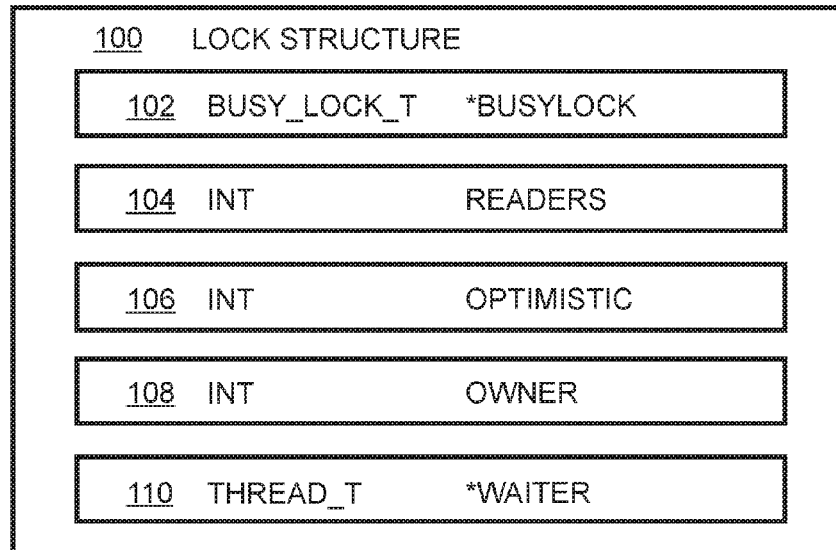 100 LOCK STRUCTURE
102 BUSY_LOCK_T *BUSYLOCK
104 INT READERS
106 INT OPTIMISTIC
108 INT OWNER
110 THREAD_T *WAITER